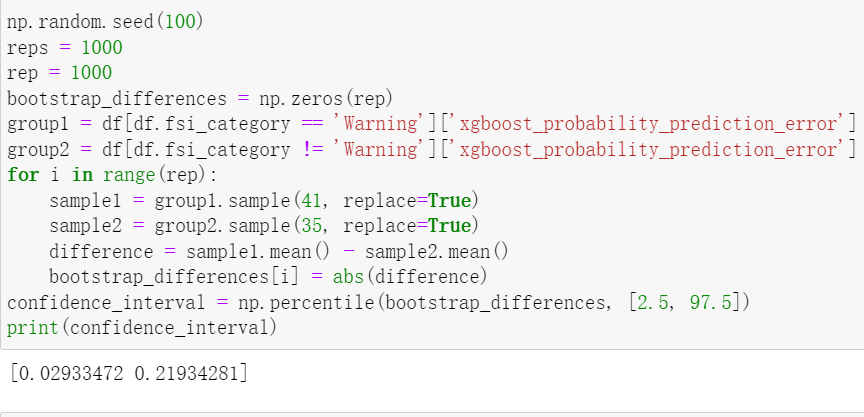 np.random.seed(100)
reps = 1000
rep = 1000
bootstrap_differences = np.zeros(rep)
group1 = df[df.fsi_category == 'Warning']['xgboost_probability_prediction_error']
group2 = df[df.fsi_category != 'Warning']['xgboost_probability_prediction_error']
for i in range(rep):
    sample1 = group1.sample(41, replace=True)
    sample2 = group2.sample(35, replace=True)
    difference = sample1.mean() - sample2.mean()
    bootstrap_differences[i] = abs(difference)
confidence_interval = np.percentile(bootstrap_differences, [2.5, 97.5])
print(confidence_interval)
[0.02933472 0.21934281]